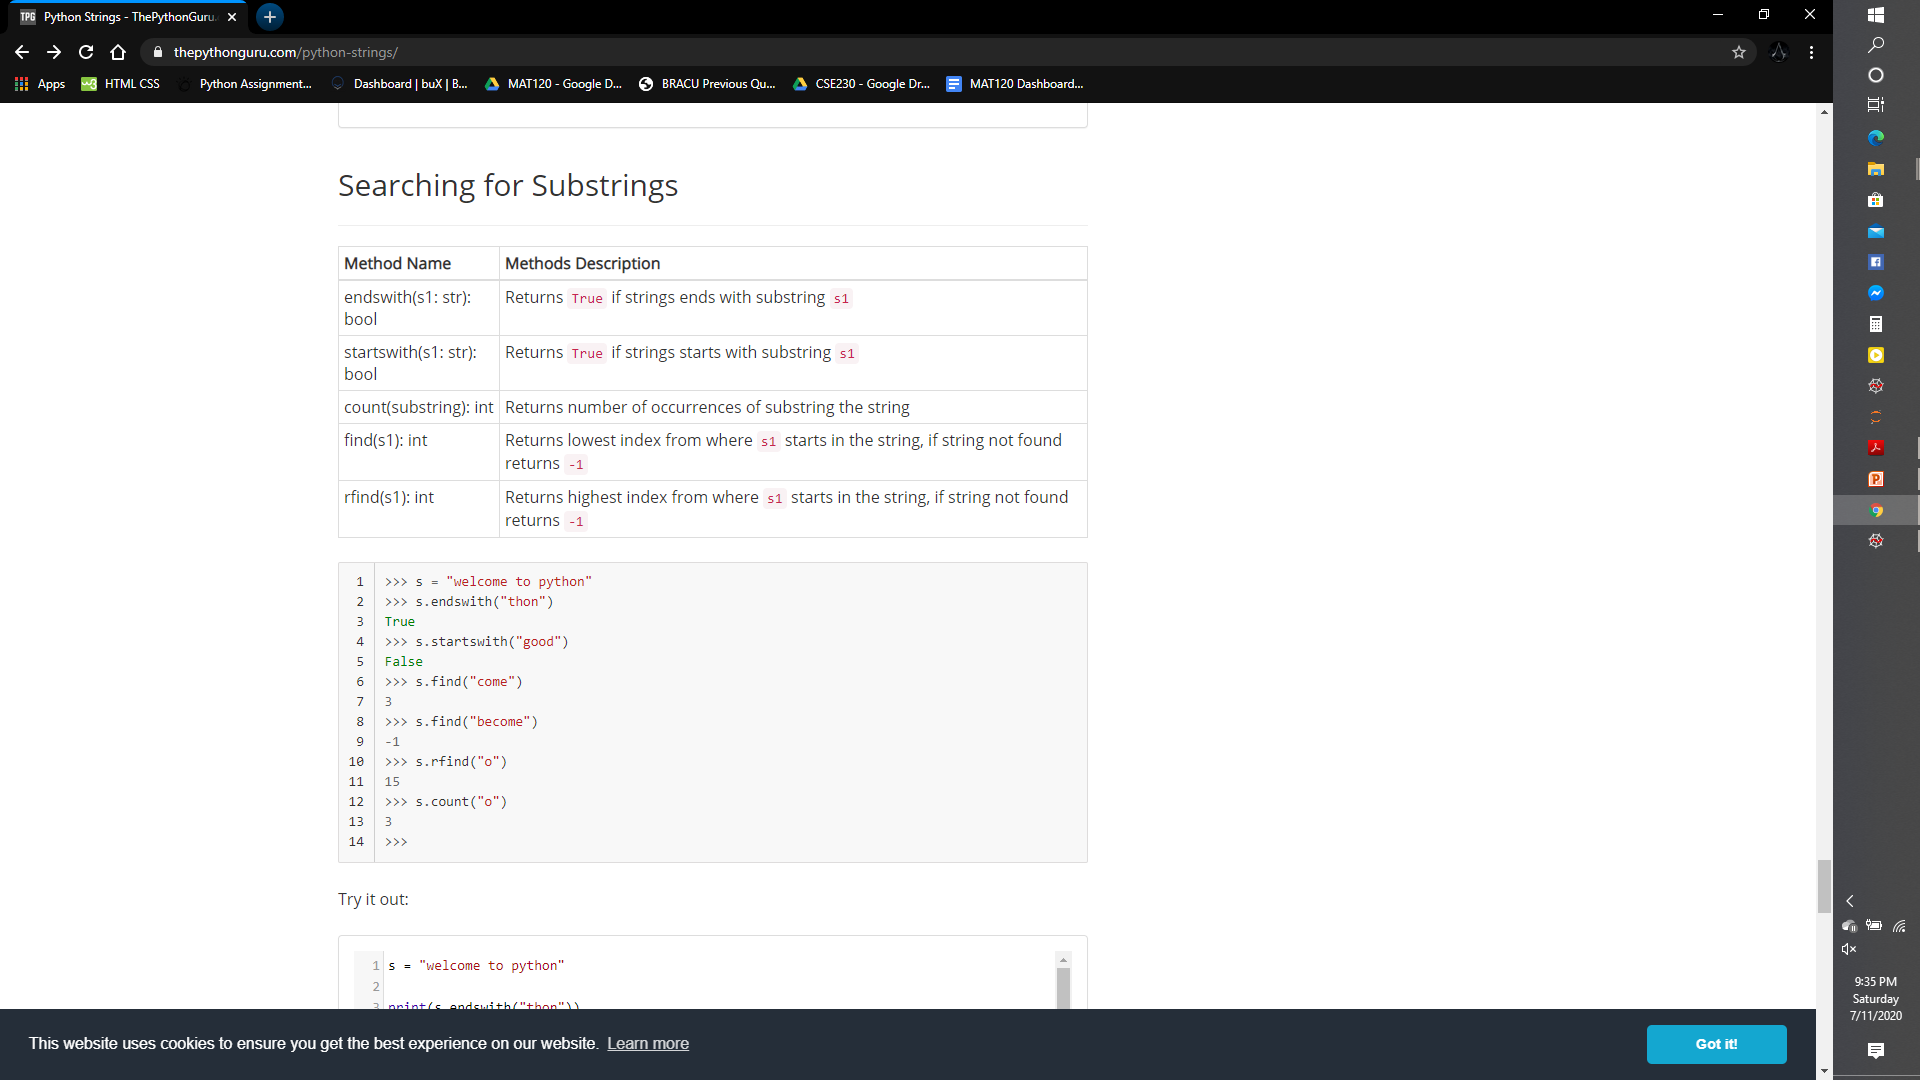 TPG Python Strings - ThePythonGuru
thepythonguru.com/python-strings/
Apps HTML CSS Python Assignment... Dashboard | buX | B... MAT120 - Google D... BRACU Previous Qu... CSE230 - Google Dr... MAT120 Dashboard...
Searching for Substrings
Method Name Methods Description
endswith(s1: str): bool
Returns True if strings ends with substring s1
startswith(s1: str): bool
Returns True if strings starts with substring s1
count(substring): int Returns number of occurrences of substring the string
find(s1): int Returns lowest index from where s1 starts in the string, if string not found
returns -1
rfind(s1): int Returns highest index from where s1 starts in the string, if string not found
returns -1
1 >>> s = "welcome to python"
2 >>> s.endswith("thon")
3 True
4 >>> s.startswith("good")
5 False
6 >>> s.find("come")
7 3
8 >>> s.find("become")
9 -1
10 >>> s.rfind("o")
11 15
12 >>> s.count("o")
13 3
14 >>>
Try it out:
1 s = "welcome to python"
2
3 print(s.endswith("thon"))
This website uses cookies to ensure you get the best experience on our website. Learn more
Got it!
9:35 PM
Saturday
7/11/2020